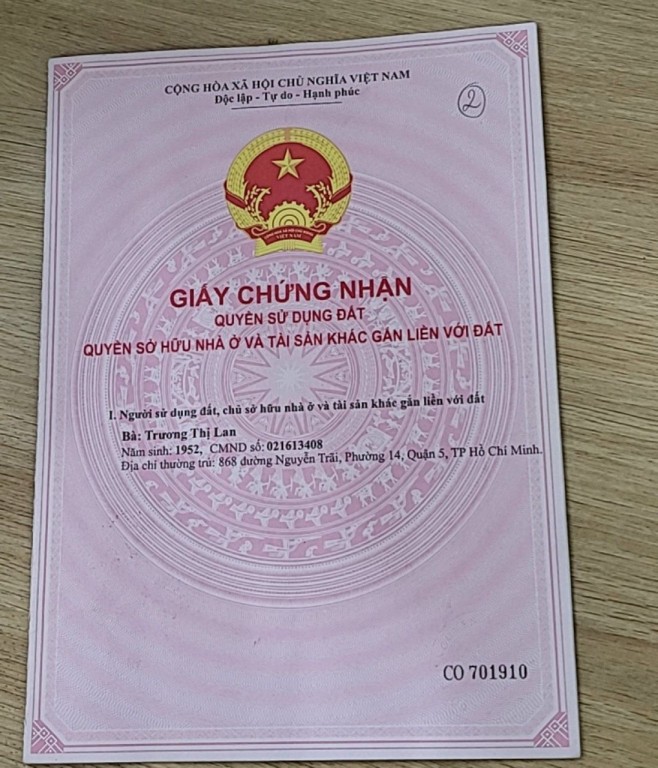 CỘNG HÒA XÃ HỘI CHỦ NGHĨA VIỆT NAM
Độc lập - Tự do - Hạnh phúc
2
VIỆT NAM
GIẤY CHỨNG NHẬN
QUYỀN SỬ DỤNG ĐẤT
QUYỀN SỞ HỮU NHÀ Ở VÀ TÀI SẢN KHÁC GẮN LIỀN VỚI ĐẤT
I. Người sử dụng đất, chủ sở hữu nhà ở và tài sản khác gắn liền với đất
Bà: Trương Thị Lan
Năm sinh: 1952, CMND số: 021613408
Địa chỉ thường trú: 868 đường Nguyễn Trãi, Phường 14, Quận 5, TP Hồ Chí Minh.
CO 701910